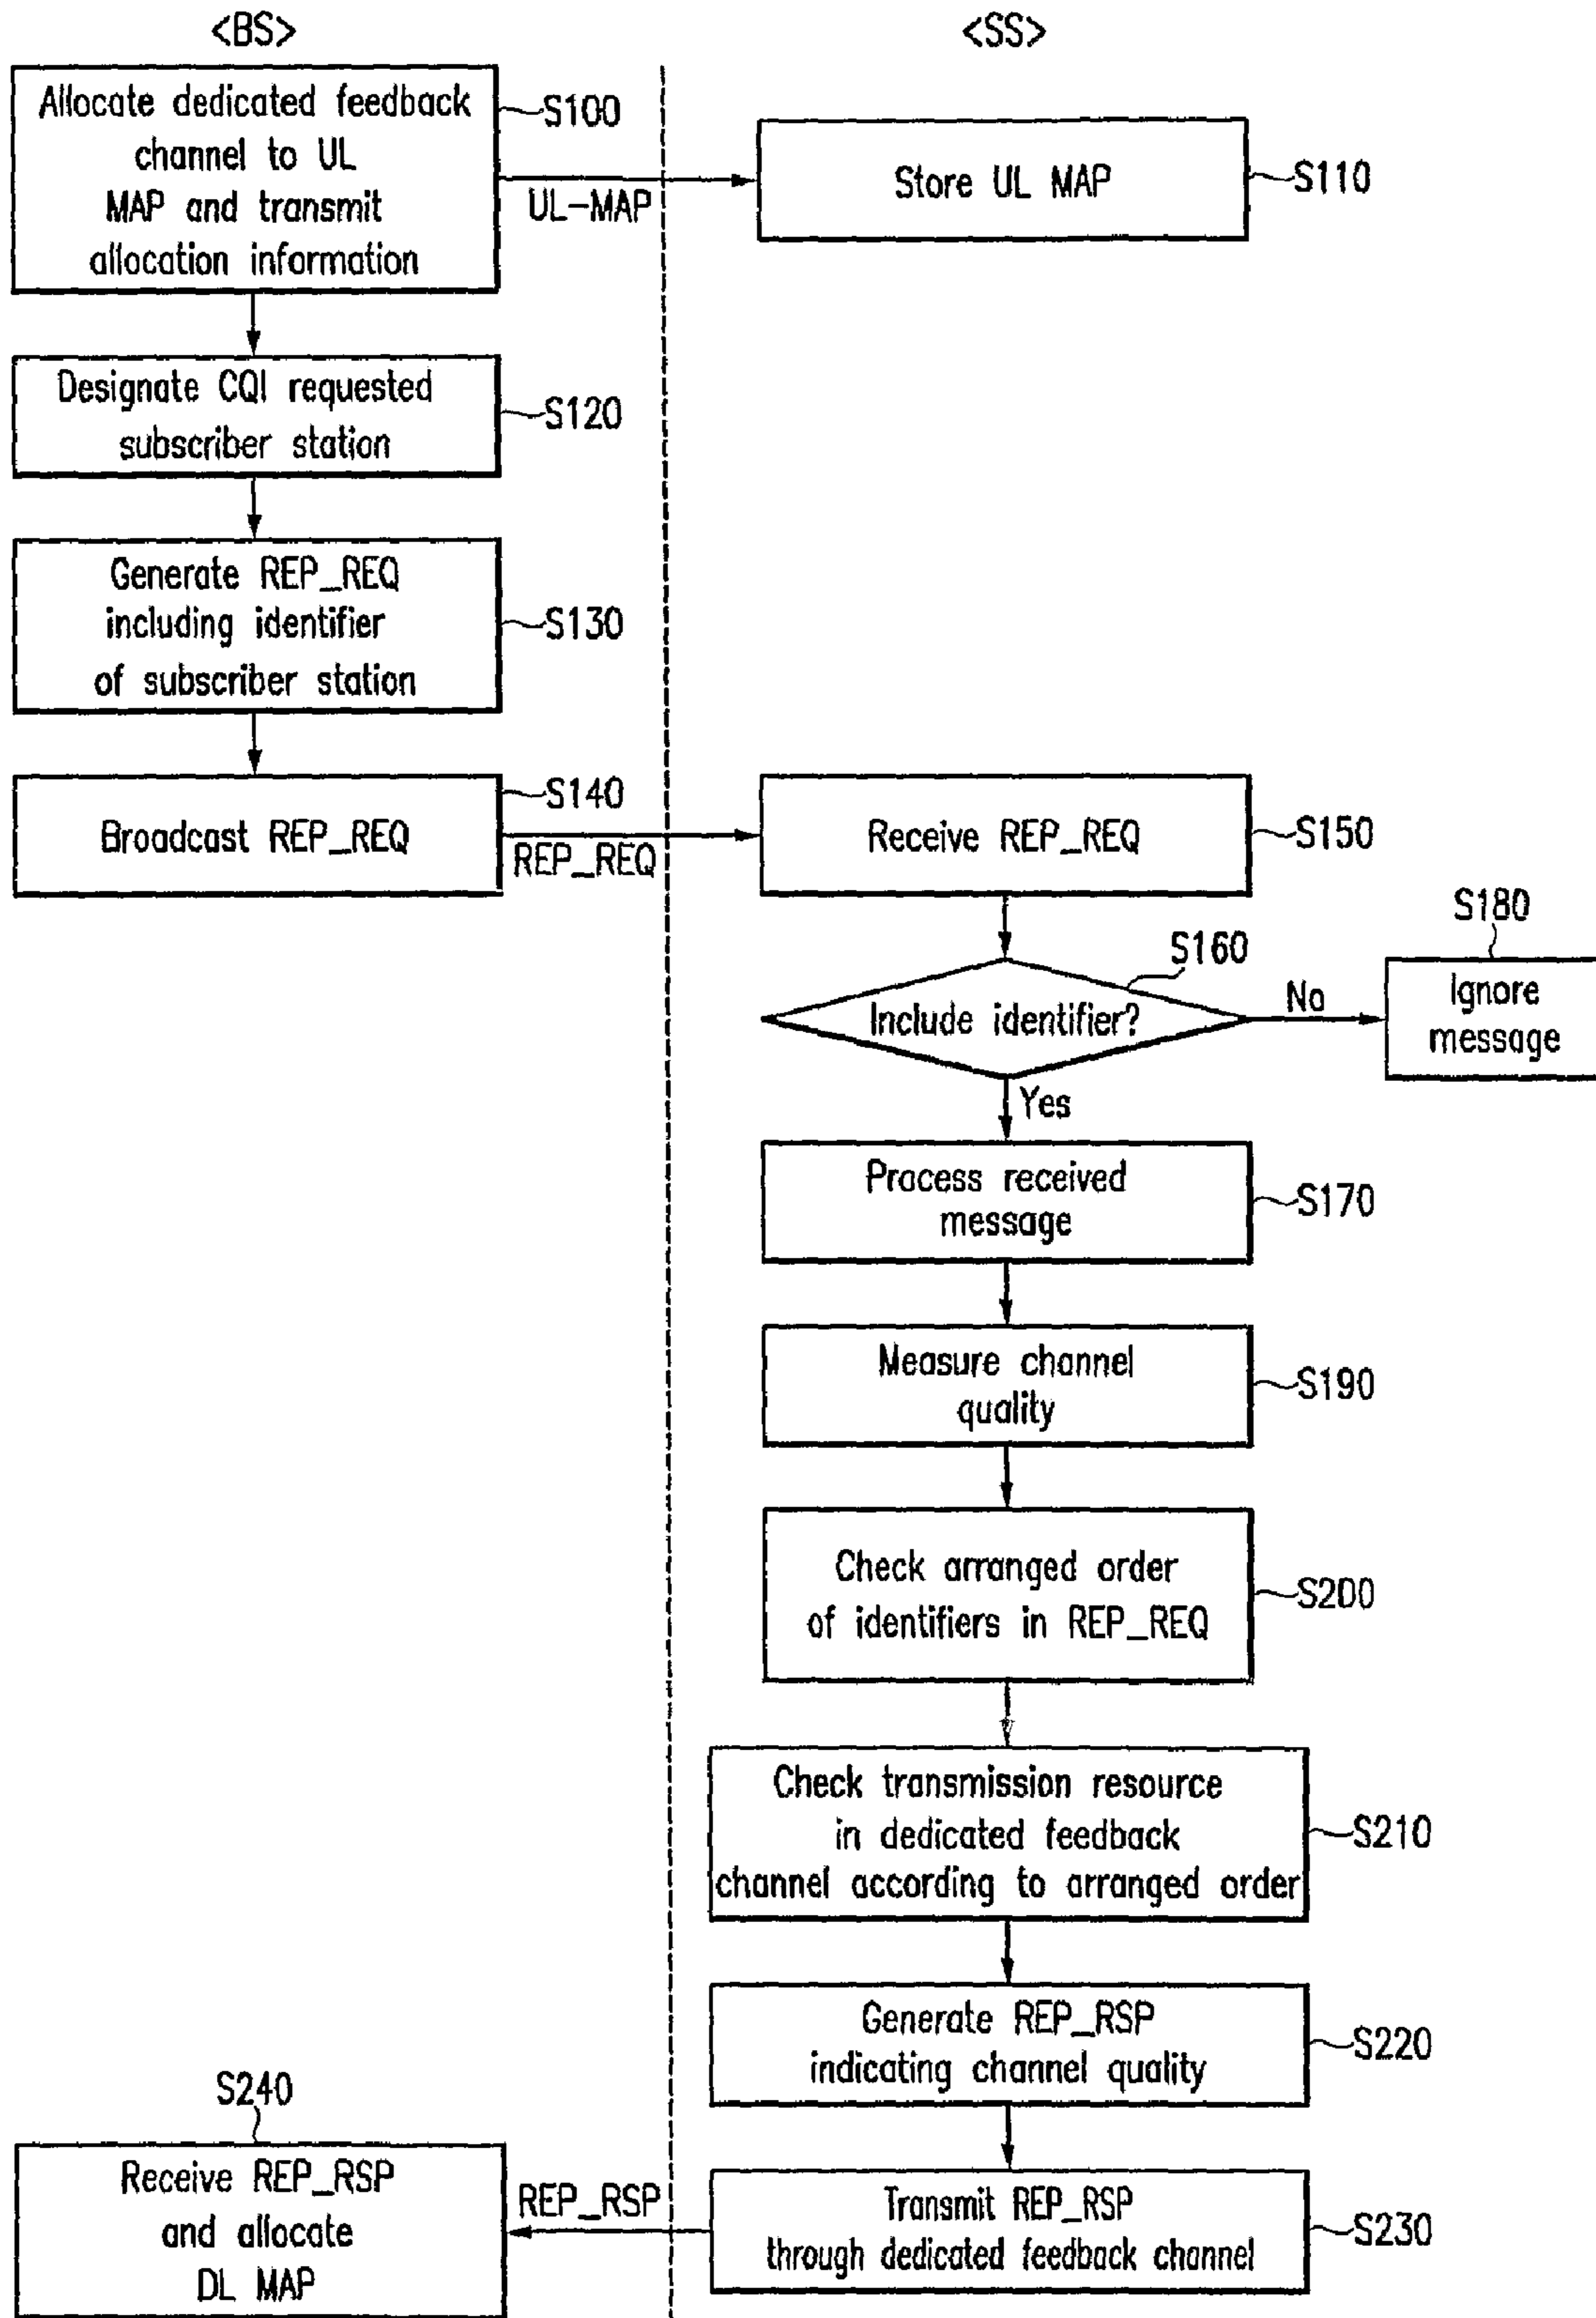 <BS>
<SS>
Allocate dedicated feedback
channel to UL
MAP and transmit
allocation information
S100
UL-MAP
Store UL MAP
S110
Designate CQI requested
subscriber station
S120
Generate REP_REQ
including identifier
of subscriber station
S130
Broadcast REP_REQ
S140
REP_REQ
Receive REP_REQ
S150
S160
Include identifier?
No
S180
Ignore
message
Yes
Process received
message
S170
Measure channel
quality
S190
Check arranged order
of identifiers in REP_REQ
S200
Check transmission resource
in dedicated feedback
channel according to arranged order
S210
Generate REP_RSP
indicating channel quality
S220
Transmit REP_RSP
through dedicated feedback channel
S230
REP_RSP
S240
Receive REP_RSP
and allocate
DL MAP